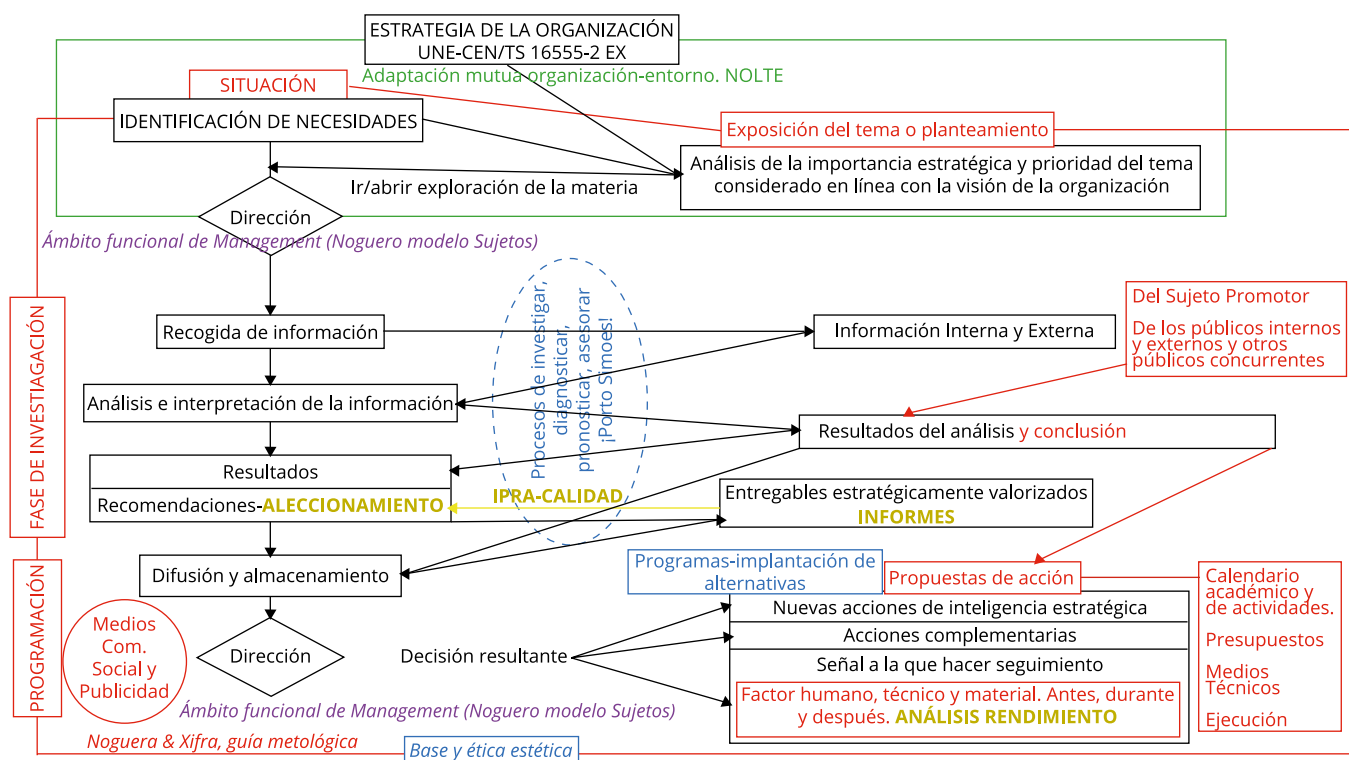 ESTRATEGIA DE LA ORGANIZACIÓN
UNE-CEN/TS 16555-2 EX
Adaptación mutua organización-entorno. NOLTE
SITUACIÓN
IDENTIFICACIÓN DE NECESIDADES
Exposición del tema o planteamiento
Análisis de la importancia estratégica y prioridad del tema
considerado en línea con la visión de la organización
Ir/abrir exploración de la materia
Dirección
Ámbito funcional de Management (Noguero modelo Sujetos)
FASE DE INVESTIAGACIÓN
Recogida de información
Procesos de investigar,
diagnosticar,
pronosticar, asesorar
¡Porto Simoes!
Información Interna y Externa
Del Sujeto Promotor
De los públicos internos
y externos y otros
públicos concurrentes
Análisis e interpretación de la información
Resultados del análisis y conclusión
Resultados
Recomendaciones-ALECCIONAMIENTO
IPRA-CALIDAD
Entregables estratégicamente valorizados
INFORMES
Difusión y almacenamiento
Programas-implantación de
alternativas
Propuestas de acción
Calendario
académico y
de actividades.
Presupuestos
Medios
Técnicos
Ejecución
PROGRAMACIÓN
Medios
Com.
Social y
Publicidad
Dirección
Decisión resultante
Nuevas acciones de inteligencia estratégica
Acciones complementarias
Señal a la que hacer seguimiento
Factor humano, técnico y material. Antes, durante
y después. ANÁLISIS RENDIMIENTO
Ámbito funcional de Management (Noguero modelo Sujetos)
Noguera & Xifra, guía metológica
Base y ética estética